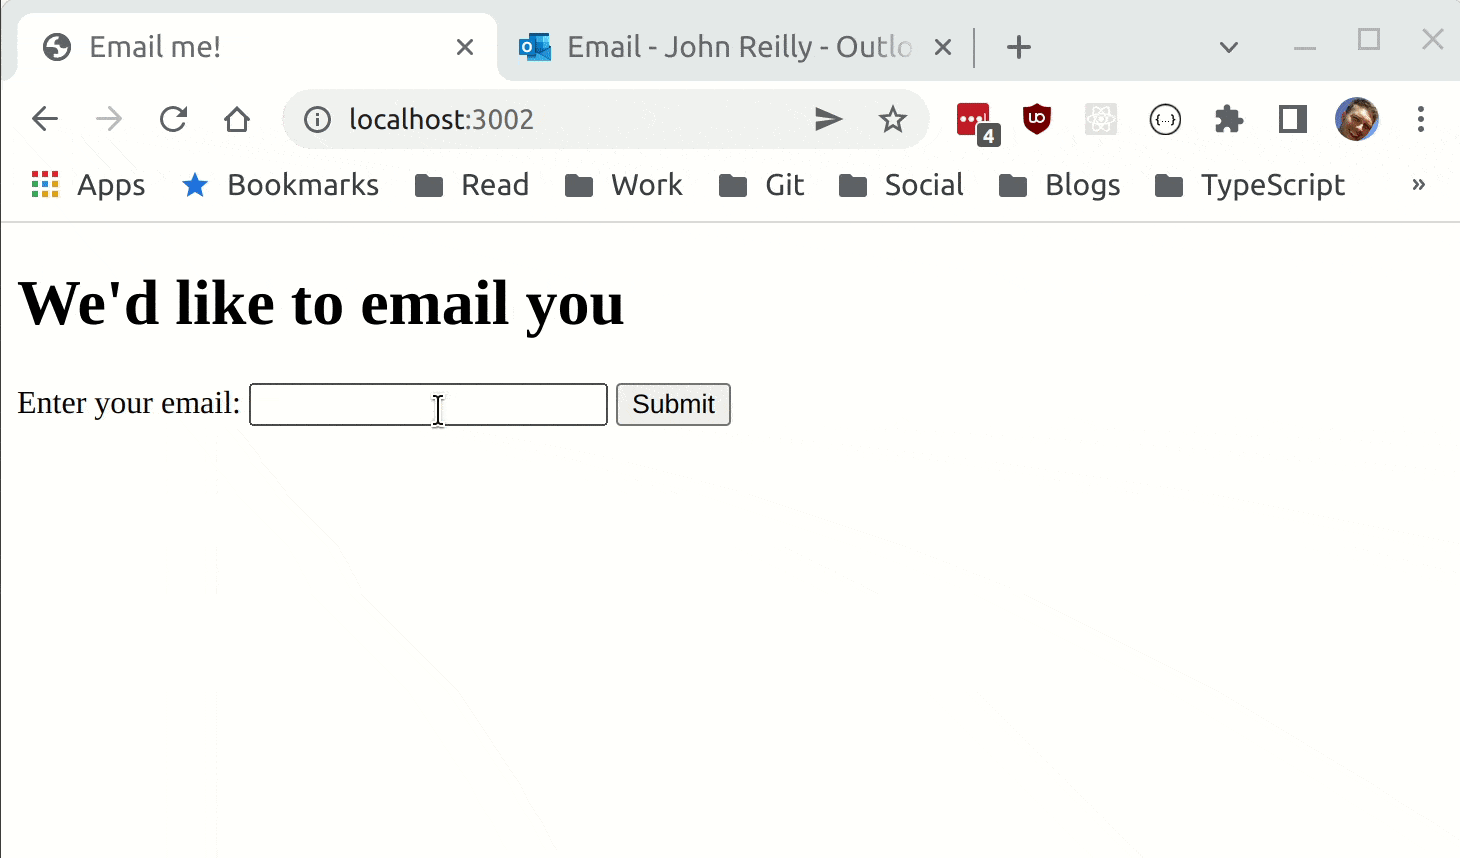 Email me!
Email - John Reilly - Outlo
localhost:3002
4
Apps Bookmarks Read Work Git Social Blogs TypeScript »
We'd like to email you
Enter your email: Submit